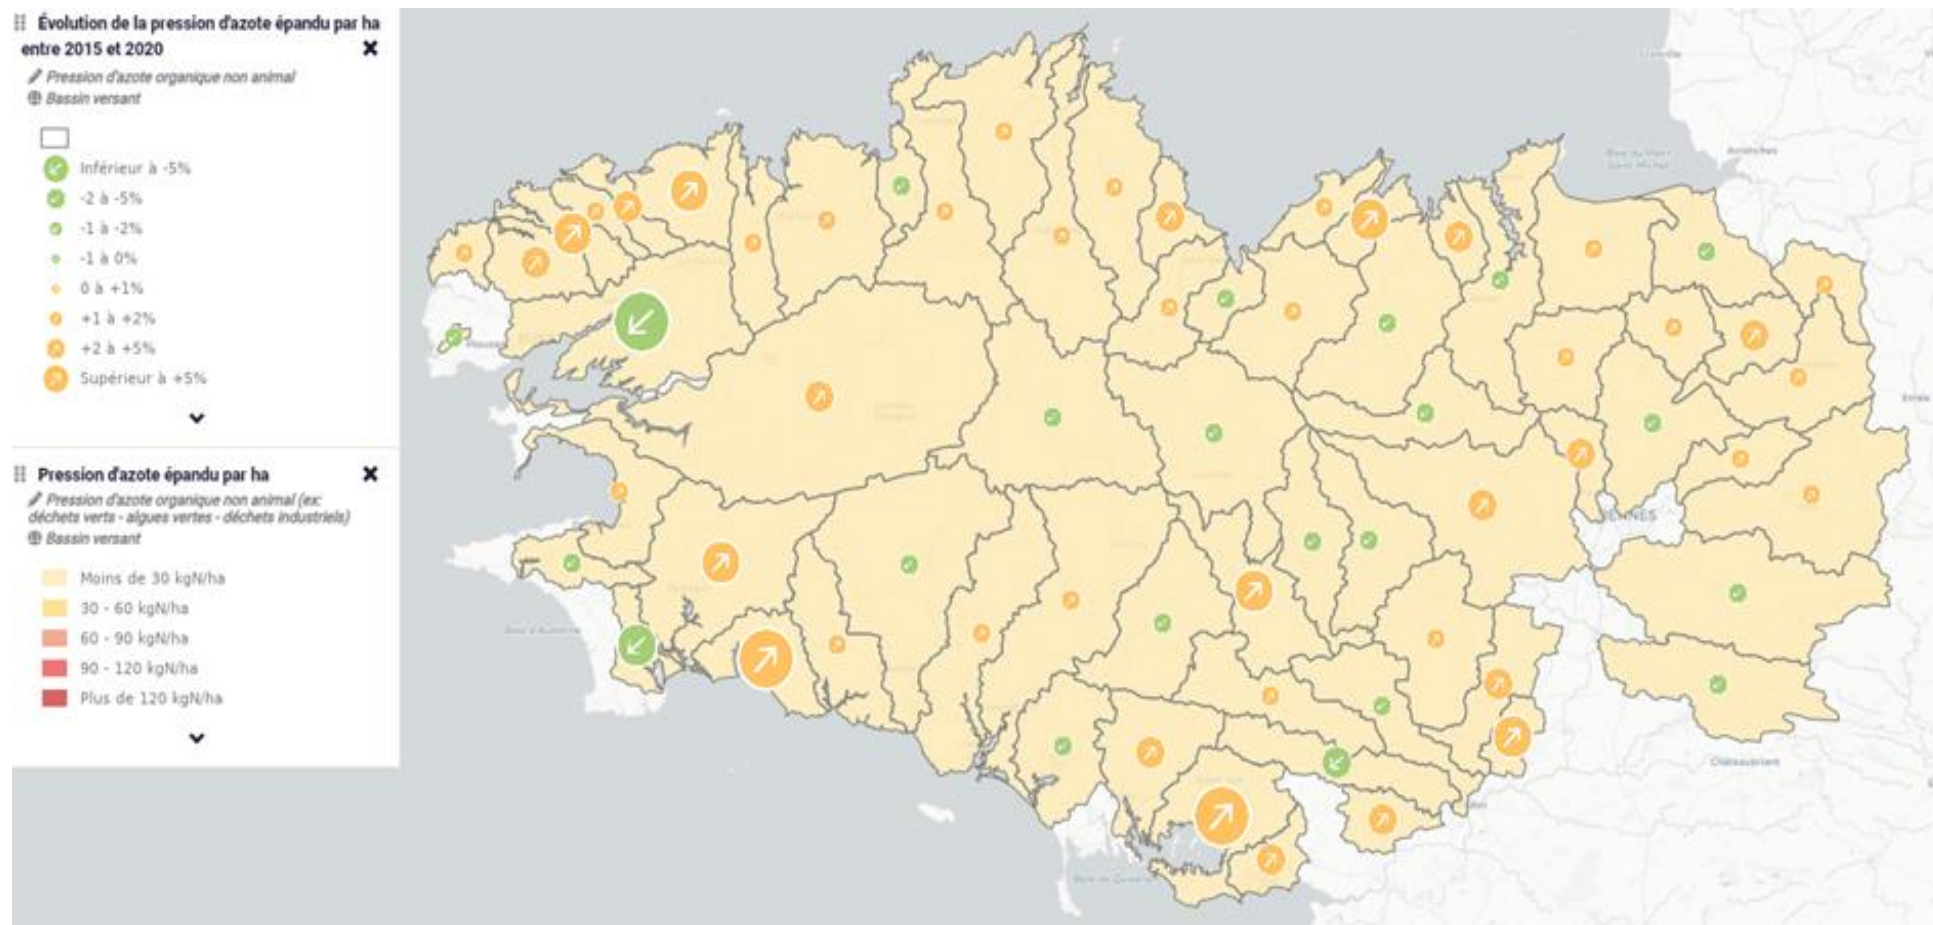 Évolution de la pression d'azote épandu par ha
entre 2015 et 2020
Pression d'azote organique non animal
Bassin versant
Inférieur à -5%
-2 à -5%
-1 à -2%
-1 à 0%
0 à +1%
+1 à +2%
+2 à +5%
Supérieur à +5%
Pression d'azote épandu par ha
Pression d'azote organique non animal (ex:
déchets verts - algues vertes - déchets industriels)
Bassin versant
Moins de 30 kgN/ha
30 - 60 kgN/ha
60 - 90 kgN/ha
90 - 120 kgN/ha
Plus de 120 kgN/ha
Avranches
RENNES
Châteaubriant